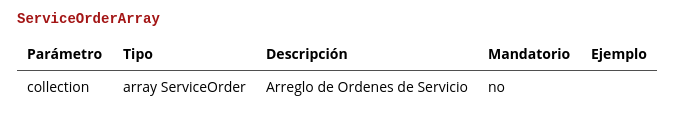 ServiceOrderArray
Parámetro Tipo Descripción Mandatorio Ejemplo
collection array ServiceOrder Arreglo de Ordenes de Servicio no